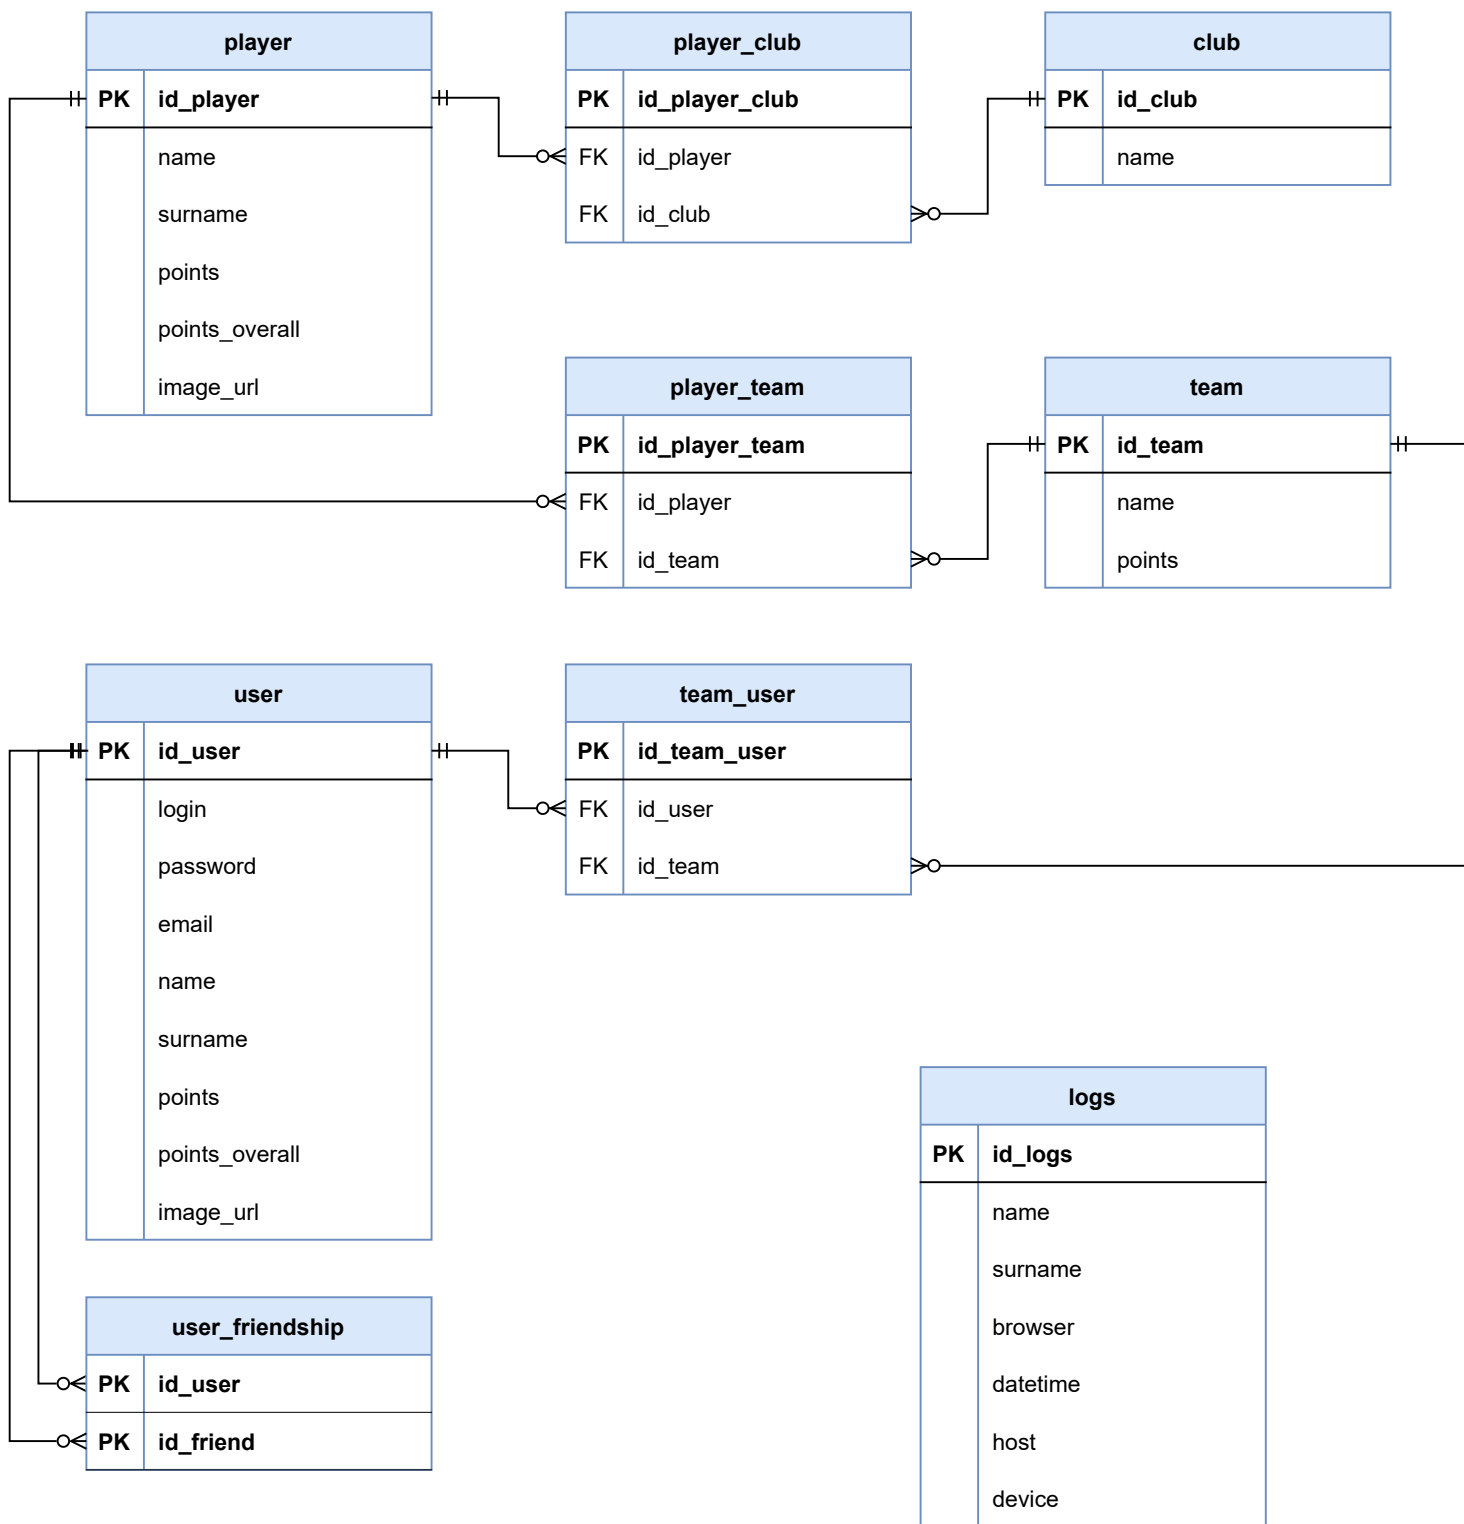 player
PK id_player
name
surname
points
points_overall
image_url
player_club
PK id_player_club
FK id_player
FK id_club
club
PK id_club
name
player_team
PK id_player_team
FK id_player
FK id_team
team
PK id_team
name
points
user
PK id_user
login
password
email
name
surname
points
points_overall
image_url
team_user
PK id_team_user
FK id_user
FK id_team
user_friendship
PK id_user
PK id_friend
logs
PK id_logs
name
surname
browser
datetime
host
device